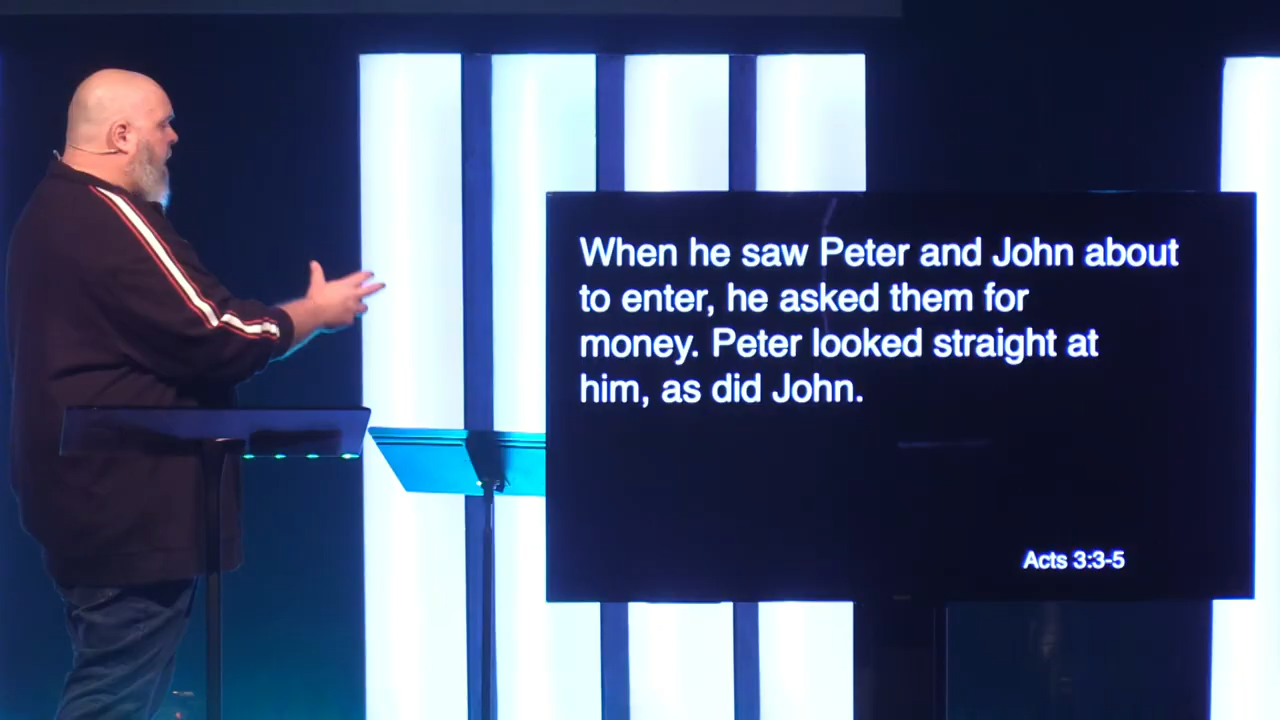 When he saw Peter and John about
to enter, he asked them for
money. Peter looked straight at
him, as did John.
Acts 3:3-5